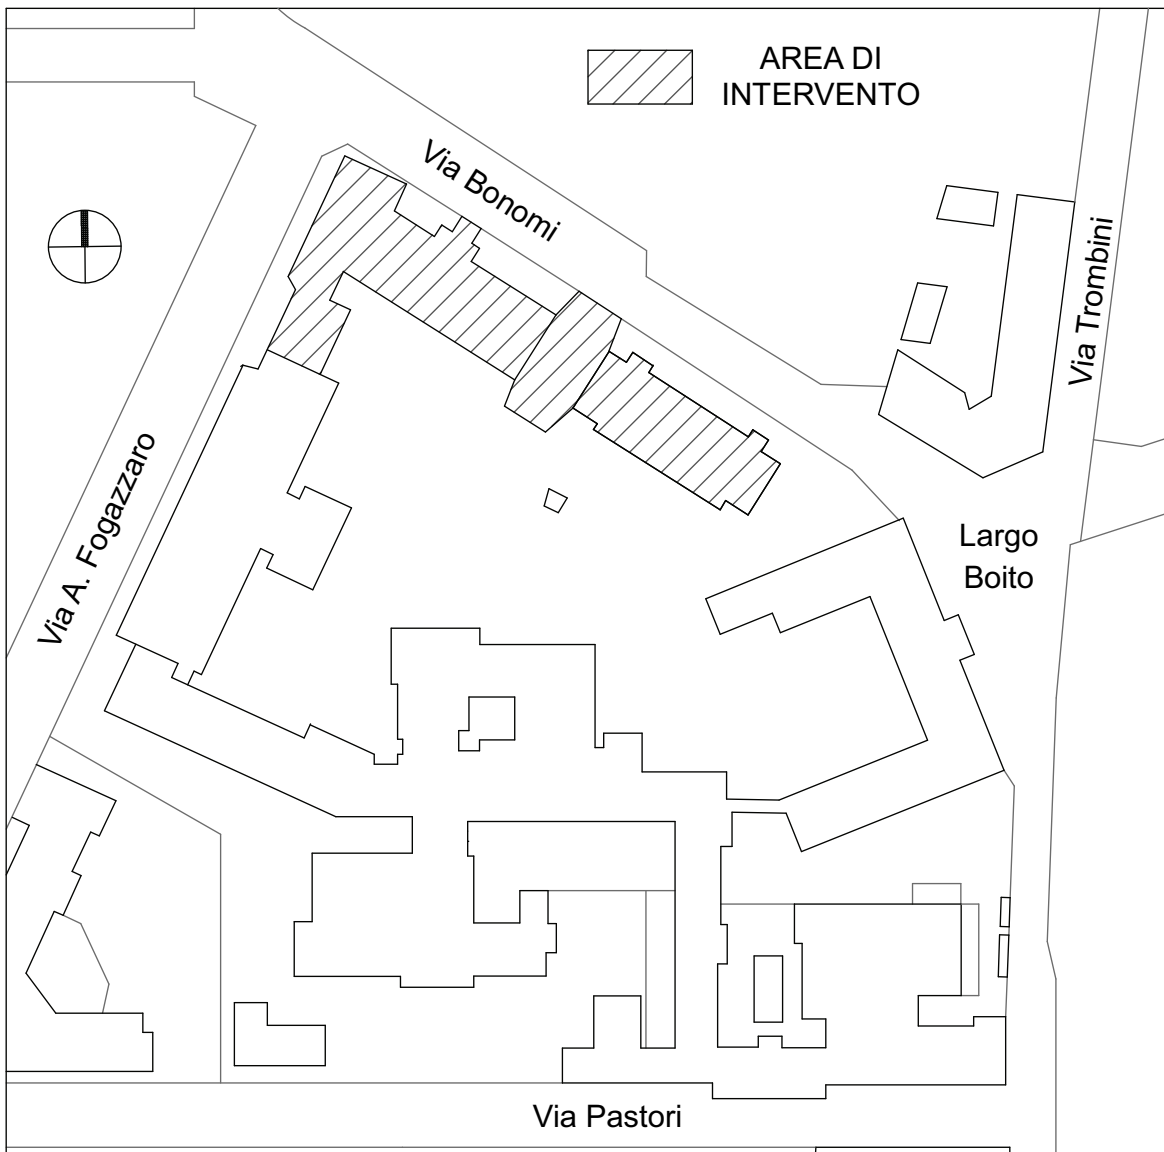 AREA DI
INTERVENTO
Via Bonomi
Via Trombini
Via A. Fogazzaro
Largo
Boito
Via Pastori